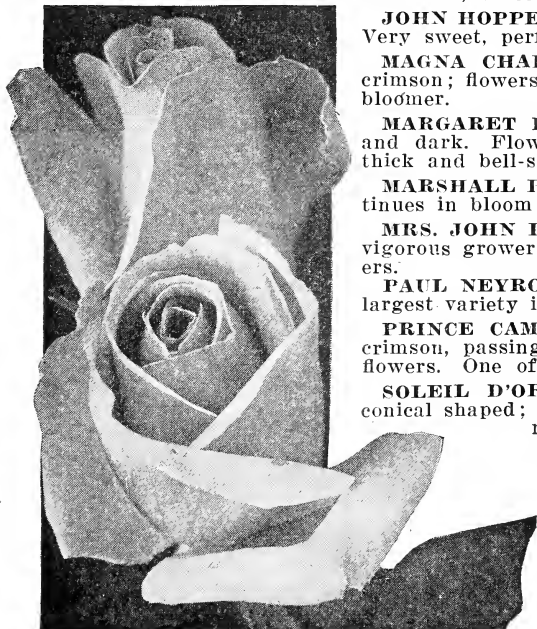 JOHN HOPPE
Very sweet, per
MAGNA CHA
crimson; flowers
bloomer.
MARGARET
and dark. Flow
thick and bell-s
MARSHALL
tinues in bloom
MRS. JOHN
vigorous grower
ers.
PAUL NEYRO
largest variety i
PRINCE CAM
crimson, passing
flowers. One of
SOLEIL D'O
conical shaped;